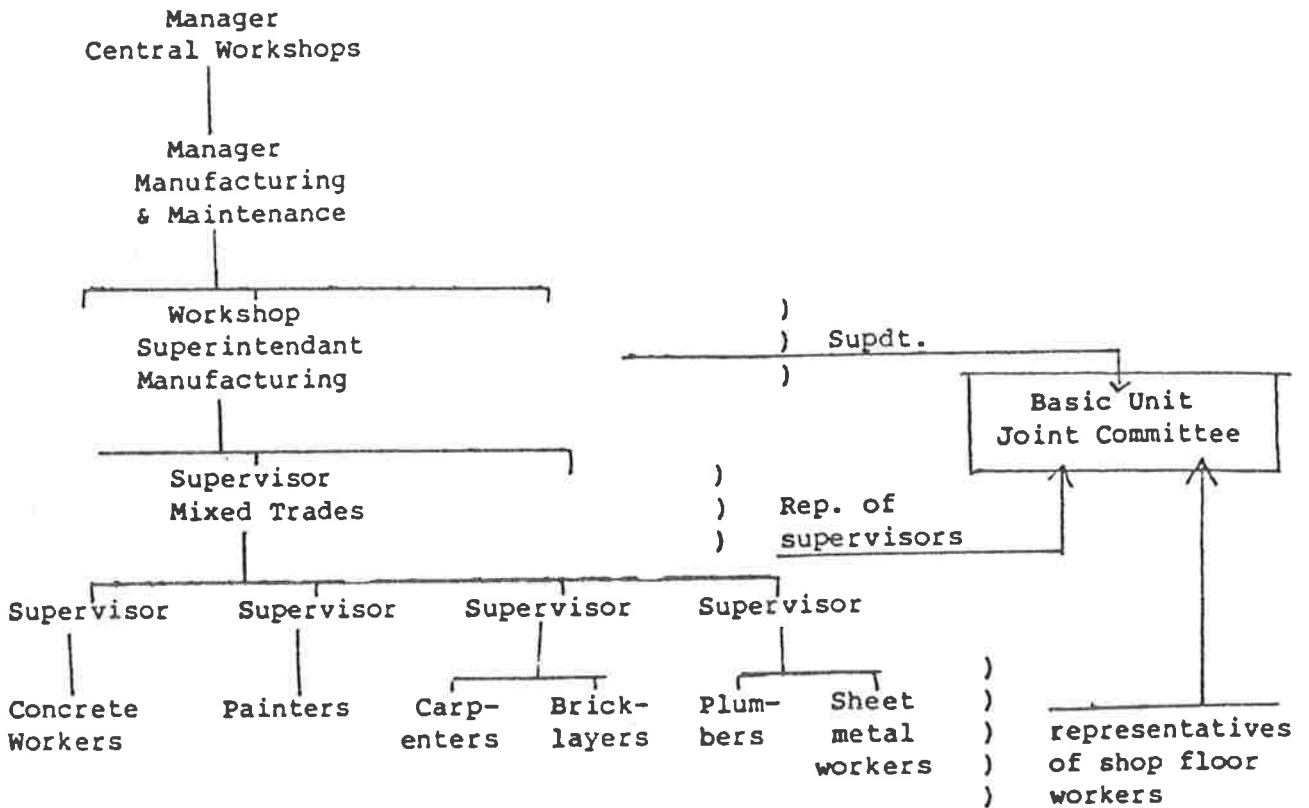 Manager
Central Workshops
Manager
Manufacturing
& Maintenance
Workshop
Superintendant
Manufacturing
) Supdt.
Basic Unit
Joint Committee
Supervisor
Mixed Trades
) Rep. of
) supervisors
Supervisor Supervisor Supervisor Supervisor
Concrete
Workers
Painters
Carp-
enters
Brick-
layers
Plum-
bers
Sheet
metal
workers
) representatives
) of shop floor
) workers